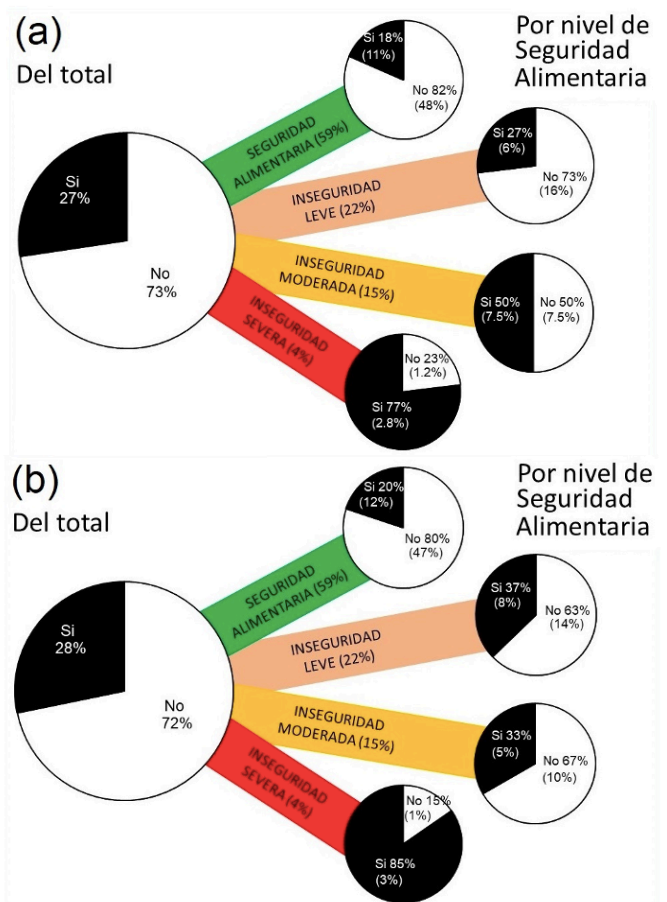 (a)
Del total
Por nivel de
Seguridad
Alimentaria
Si
27%
No
73%
SEGURIDAD
ALIMENTARIA (59%)
Si 18%
(11%)
No 82%
(48%)
INSEGURIDAD
LEVE (22%)
Si 27%
(6%)
No 73%
(16%)
INSEGURIDAD
MODERADA (15%)
Si 50%
(7.5%)
No 50%
(7.5%)
INSEGURIDAD
SEVERA (4%)
No 23%
(1.2%)
Si 77%
(2.8%)
(b)
Del total
Por nivel de
Seguridad
Alimentaria
Si
28%
No
72%
SEGURIDAD
ALIMENTARIA (59%)
Si 20%
(12%)
No 80%
(47%)
INSEGURIDAD
LEVE (22%)
Si 37%
(8%)
No 63%
(14%)
INSEGURIDAD
MODERADA (15%)
Si 33%
(5%)
No 67%
(10%)
INSEGURIDAD
SEVERA (4%)
No 15%
(1%)
Si 85%
(3%)